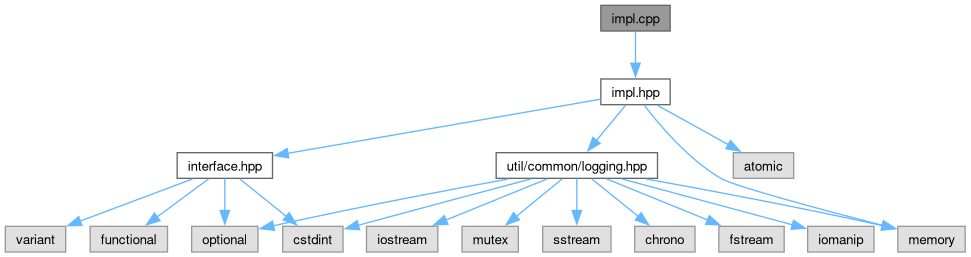 impl.cpp
impl.hpp
interface.hpp
util/common/logging.hpp
atomic
variant
functional
optional
cstdint
iostream
mutex
sstream
chrono
fstream
iomanip
memory